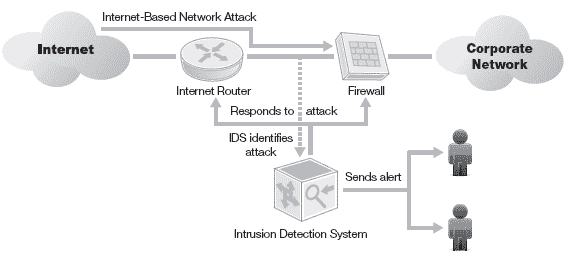 Internet-Based Network Attack
Internet
Corporate
Network
Internet Router
Firewall
Responds to attack
IDS identifies
attack
Sends alert
Intrusion Detection System